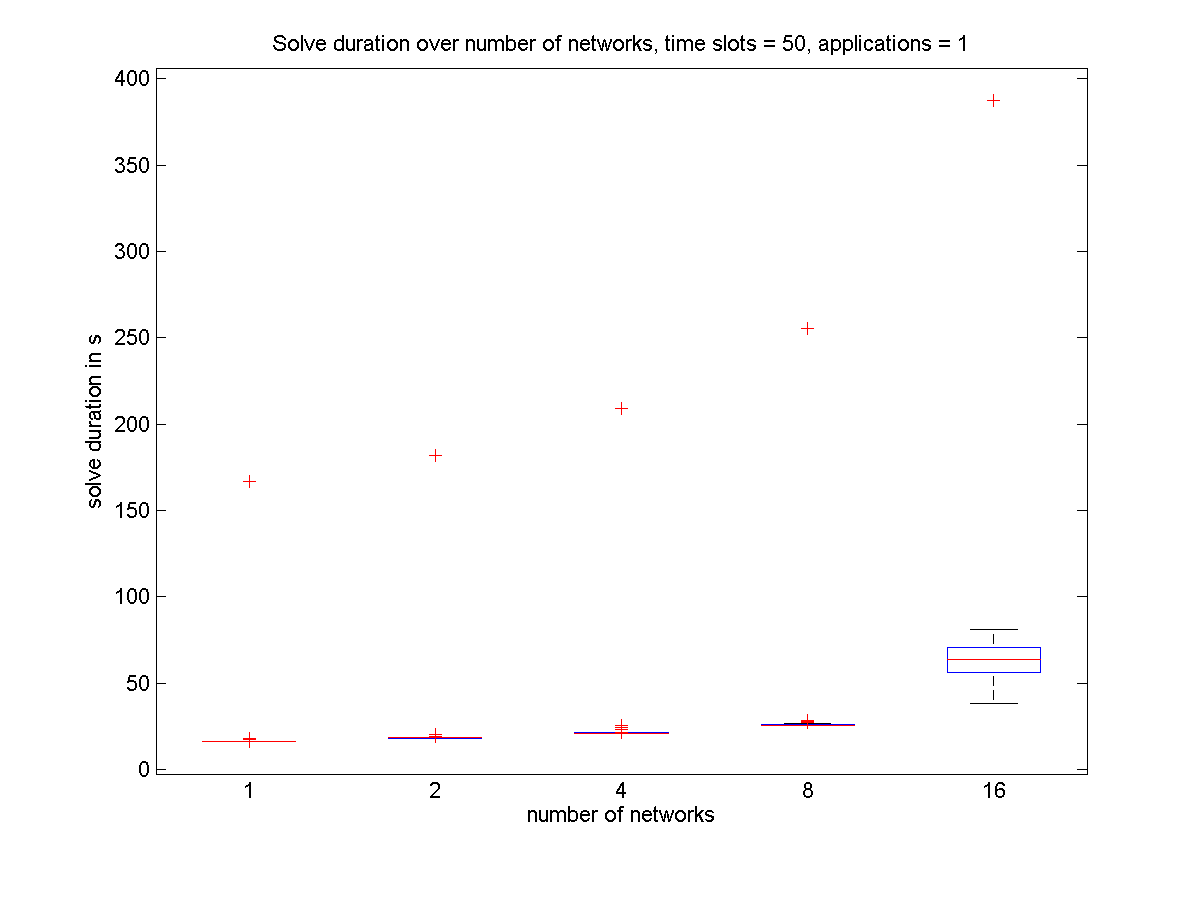 Solve duration over number of networks, time slots = 50, applications = 1
400
350
300
250
200
150
100
50
0
solve duration in s
1 2 4 8 16
number of networks